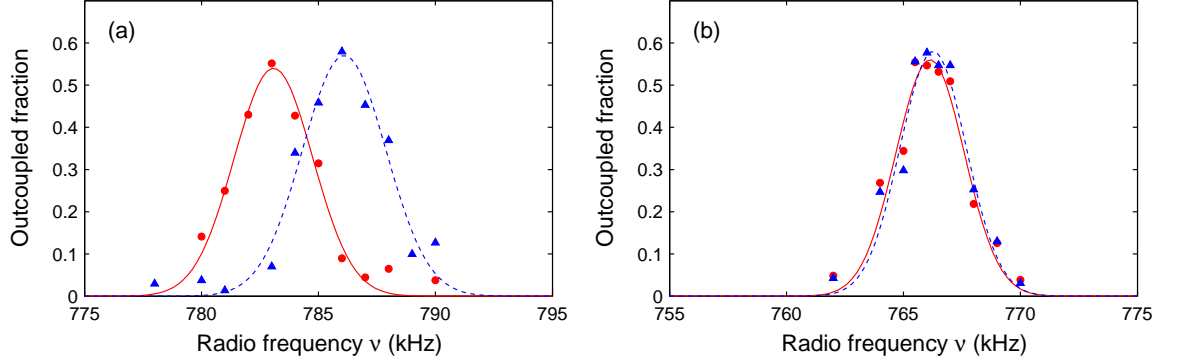 (a)
Outcoupled fraction
0.6
0.5
0.4
0.3
0.2
0.1
0
775 780 785 790 795
Radio frequency ν (kHz)
(b)
Outcoupled fraction
0.6
0.5
0.4
0.3
0.2
0.1
0
755 760 765 770 775
Radio frequency ν (kHz)